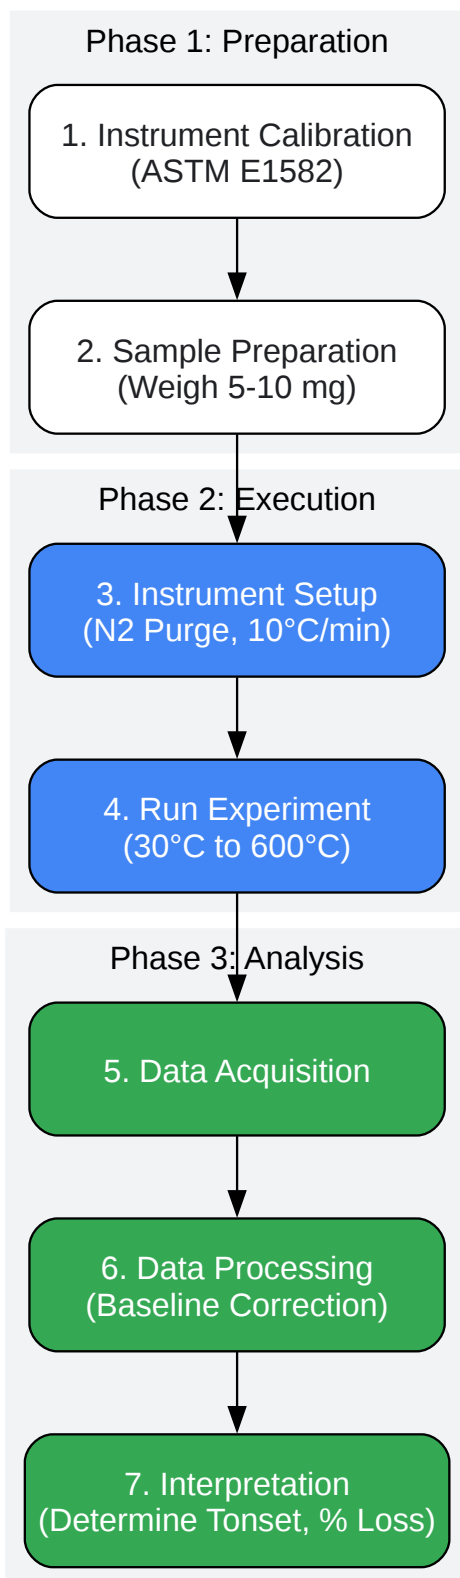 Phase 1: Preparation
1. Instrument Calibration
(ASTM E1582)
2. Sample Preparation
(Weigh 5-10 mg)
Phase 2: Execution
3. Instrument Setup
(N2 Purge, 10°C/min)
4. Run Experiment
(30°C to 600°C)
Phase 3: Analysis
5. Data Acquisition
6. Data Processing
(Baseline Correction)
7. Interpretation
(Determine Tonset, % Loss)